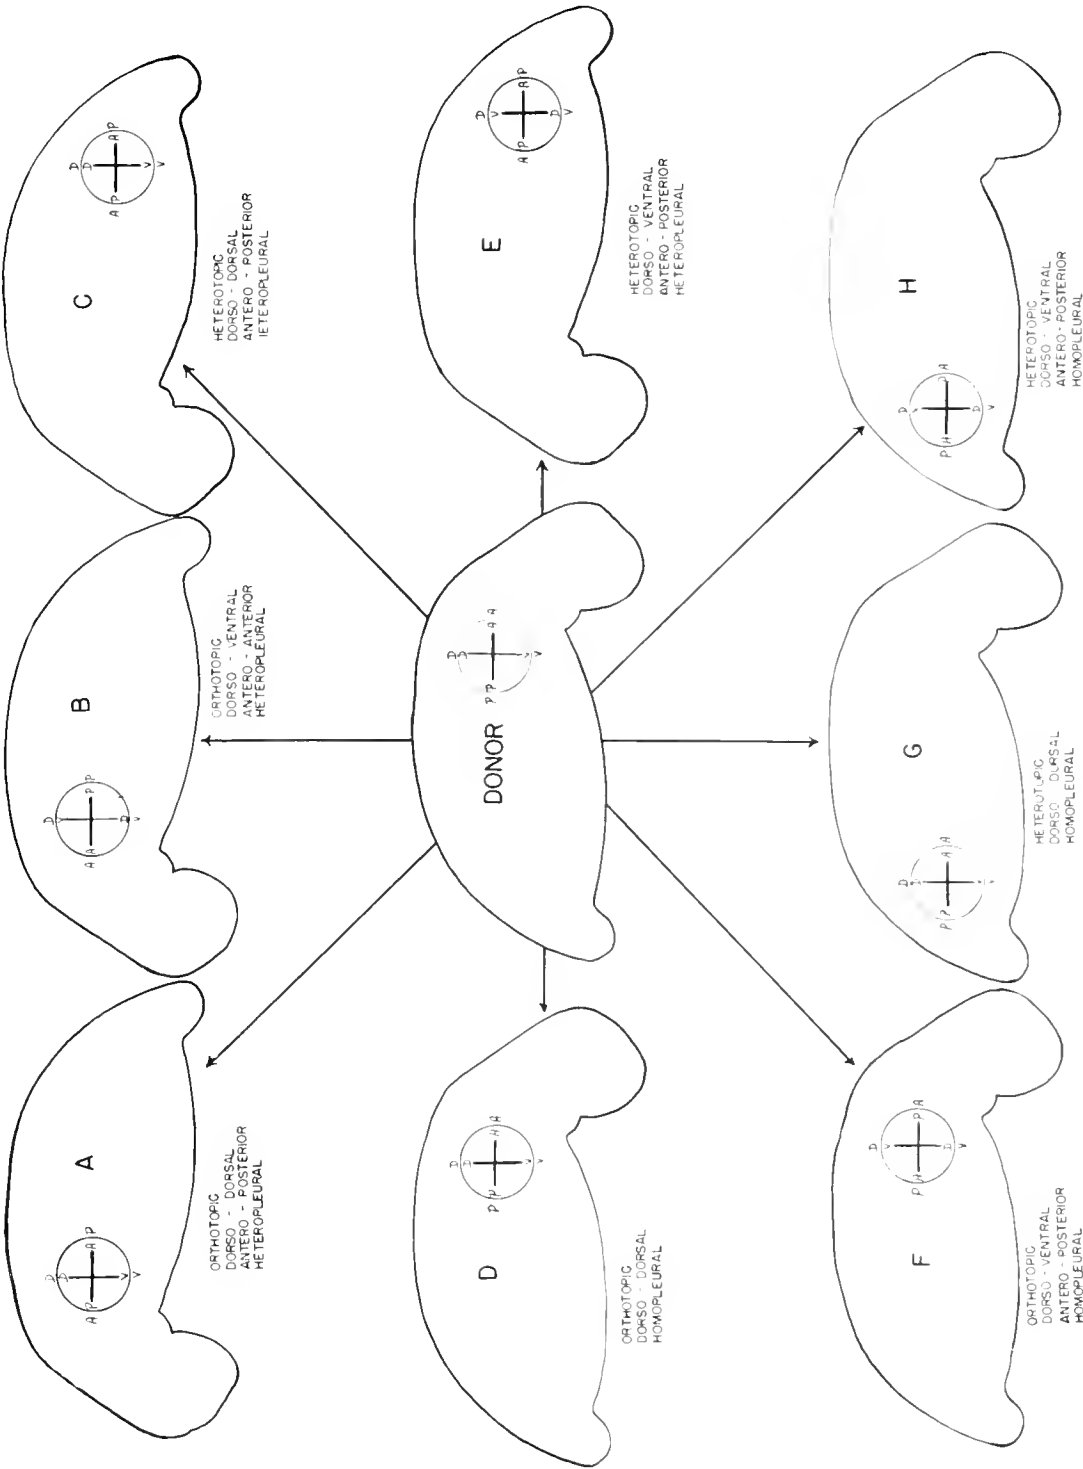 D
D
A P A P
V
V
A
ORTHOTOPIC
DORSO - DORSAL
ANTERO - POSTERIOR
HETEROPLEURAL
D
V
A A P P
D
V
B
ORTHOTOPIC
DORSO - VENTRAL
ANTERO - ANTERIOR
HETEROPLEURAL
D
D
A P A P
V
V
C
HETEROTOPIC
DORSO - DORSAL
ANTERO - POSTERIOR
IETEROPLEURAL
D
D
P P A A
V
V
D
ORTHOTOPIC
DORSO - DORSAL
HOMOPLEURAL
D
D
P P A A
V
V
DONOR
D
V
A P A P
D
V
E
HETEROTOPIC
DORSO - VENTRAL
ANTERO - POSTERIOR
HETEROPLEURAL
D
V
P A P A
D
V
F
ORTHOTOPIC
DORSO - VENTRAL
ANTERO - POSTERIOR
HOMOPLEURAL
D
D
P P A A
G
HETEROTOPIC
DORSO DORSAL
HOMOPLEURAL
D
P A A
D
V
H
HETEROTOPIC
DORSO - VENTRAL
ANTERO - POSTERIOR
HOMOPLEURAL